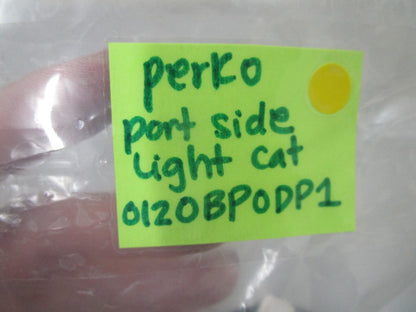 perko
port side
light cat
0120BP0DP1